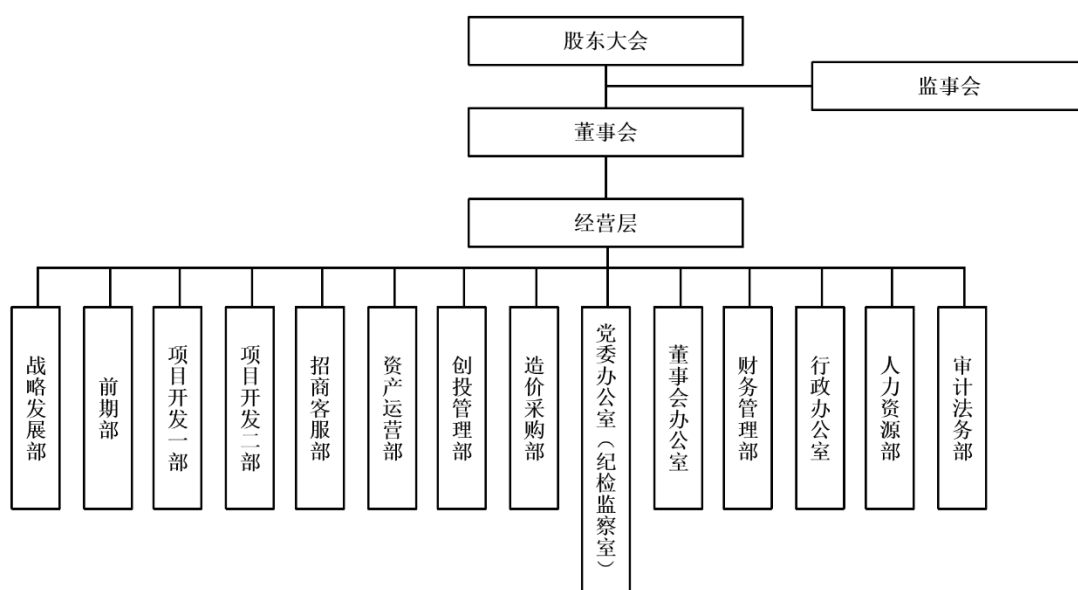 股东大会
监事会
董事会
经营层
战略发展部
前期部
项目开发一部
项目开发二部
招商客服部
资产运营部
创投管理部
造价采购部
党委办公室（纪检监察室）
董事会办公室
财务管理部
行政办公室
人力资源部
审计法务部